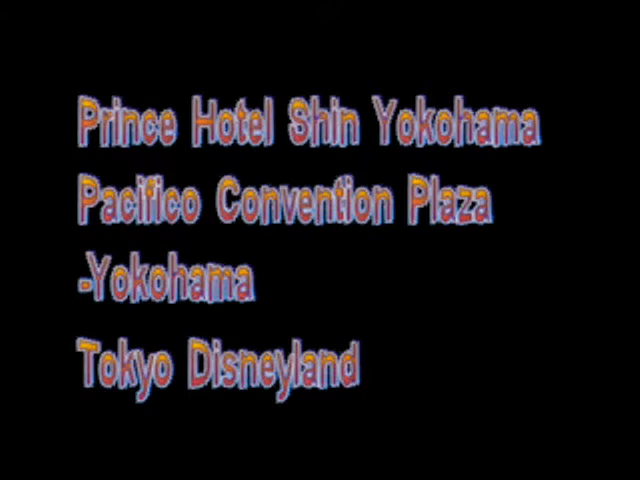 Prince Hotel Shin Yokohama
Pacifico Convention Plaza
-Yokohama
Tokyo Disneyland